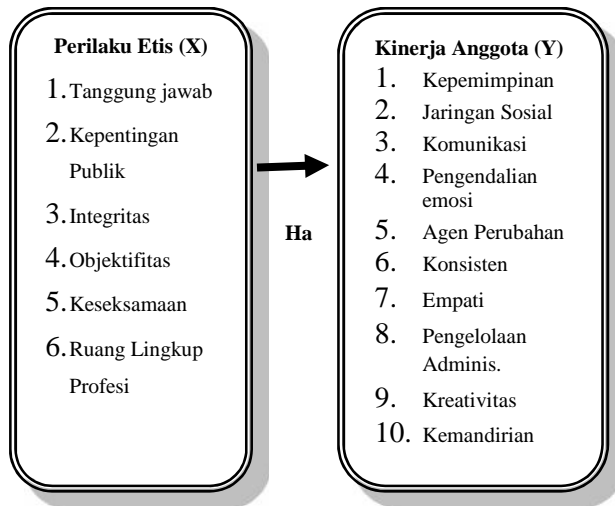 Perilaku Etis (X)
1. Tanggung jawab
2. Kepentingan
Publik
3. Integritas
4. Objektifitas
5. Keseksamaan
6. Ruang Lingkup
Profesi
Ha
Kinerja Anggota (Y)
1. Kepemimpinan
2. Jaringan Sosial
3. Komunikasi
4. Pengendalian
emosi
5. Agen Perubahan
6. Konsisten
7. Empati
8. Pengelolaan
Adminis.
9. Kreativitas
10. Kemandirian